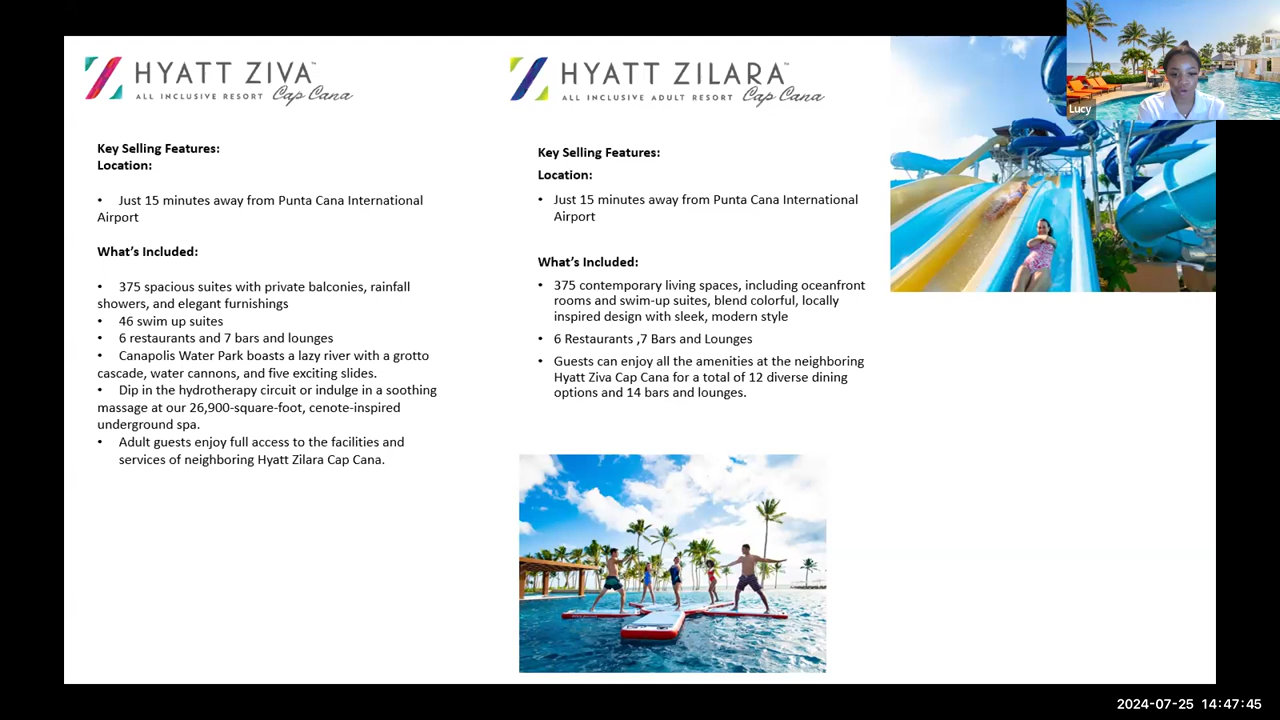 HYATT ZIVA™
ALL INCLUSIVE RESORT Cap Cana
Key Selling Features:
Location:
• Just 15 minutes away from Punta Cana International
Airport
What's Included:
• 375 spacious suites with private balconies, rainfall
showers, and elegant furnishings
• 46 swim up suites
• 6 restaurants and 7 bars and lounges
• Canapolis Water Park boasts a lazy river with a grotto
cascade, water cannons, and five exciting slides.
• Dip in the hydrotherapy circuit or indulge in a soothing
massage at our 26,900-square-foot, cenote-inspired
underground spa.
• Adult guests enjoy full access to the facilities and
services of neighboring Hyatt Zilara Cap Cana.
HYATT ZILARA™
ALL INCLUSIVE ADULT RESORT Cap Cana
Key Selling Features:
Location:
• Just 15 minutes away from Punta Cana International
Airport
What's Included:
• 375 contemporary living spaces, including oceanfront
rooms and swim-up suites, blend colorful, locally
inspired design with sleek, modern style
• 6 Restaurants ,7 Bars and Lounges
• Guests can enjoy all the amenities at the neighboring
Hyatt Ziva Cap Cana for a total of 12 diverse dining
options and 14 bars and lounges.
Lucy
2024-07-25 14:47:45